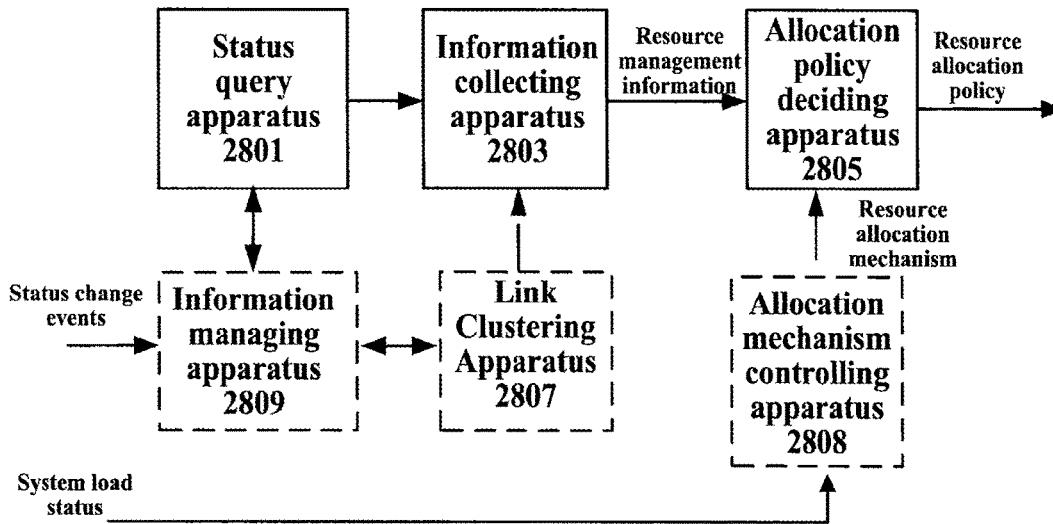 Status
query
apparatus
2801
Information
collecting
apparatus
2803
Resource
management
information
Allocation
policy
deciding
apparatus
2805
Resource
allocation
policy
Resource
allocation
mechanism
Status change
events
Information
managing
apparatus
2809
Link
Clustering
Apparatus
2807
Allocation
mechanism
controlling
apparatus
2808
System load
status